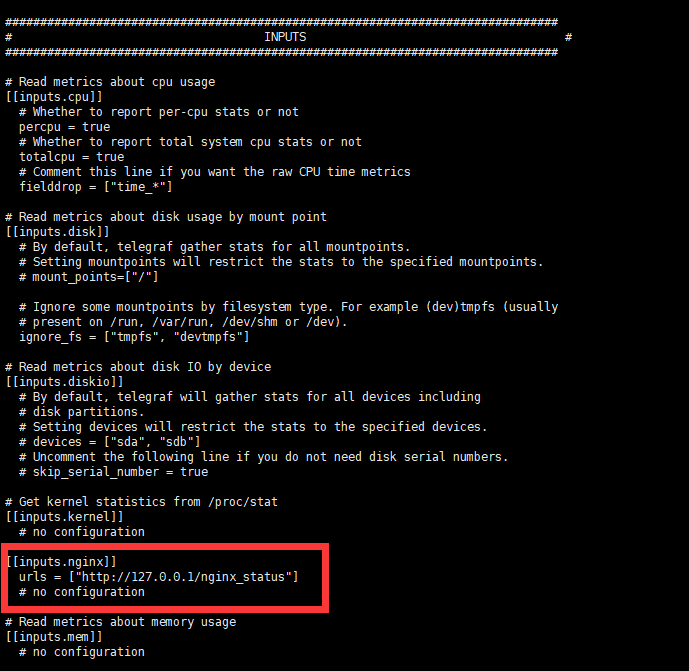 ###############################################################################
#                                  INPUTS                                     #
###############################################################################
# Read metrics about cpu usage
[[inputs.cpu]]
  # Whether to report per-cpu stats or not
  percpu = true
  # Whether to report total system cpu stats or not
  totalcpu = true
  # Comment this line if you want the raw CPU time metrics
  fielddrop = ["time_*"]
# Read metrics about disk usage by mount point
[[inputs.disk]]
  # By default, telegraf gather stats for all mountpoints.
  # Setting mountpoints will restrict the stats to the specified mountpoints.
  # mount_points=["/"]
  # Ignore some mountpoints by filesystem type. For example (dev)tmpfs (usually
  # present on /run, /var/run, /dev/shm or /dev).
  ignore_fs = ["tmpfs", "devtmpfs"]
# Read metrics about disk IO by device
[[inputs.diskio]]
  # By default, telegraf will gather stats for all devices including
  # disk partitions.
  # Setting devices will restrict the stats to the specified devices.
  # devices = ["sda", "sdb"]
  # Uncomment the following line if you do not need disk serial numbers.
  # skip_serial_number = true
# Get kernel statistics from /proc/stat
[[inputs.kernel]]
  # no configuration
[[inputs.nginx]]
  urls = ["http://127.0.0.1/nginx_status"]
  # no configuration
# Read metrics about memory usage
[[inputs.mem]]
  # no configuration